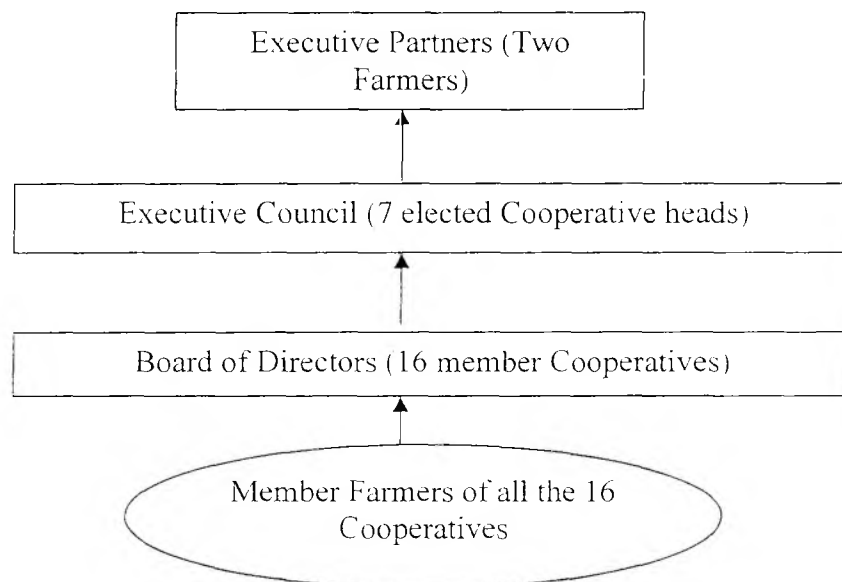 Executive Partners (Two
Farmers)
Executive Council (7 elected Cooperative heads)
Board of Directors (16 member Cooperatives)
Member Farmers of all the 16
Cooperatives